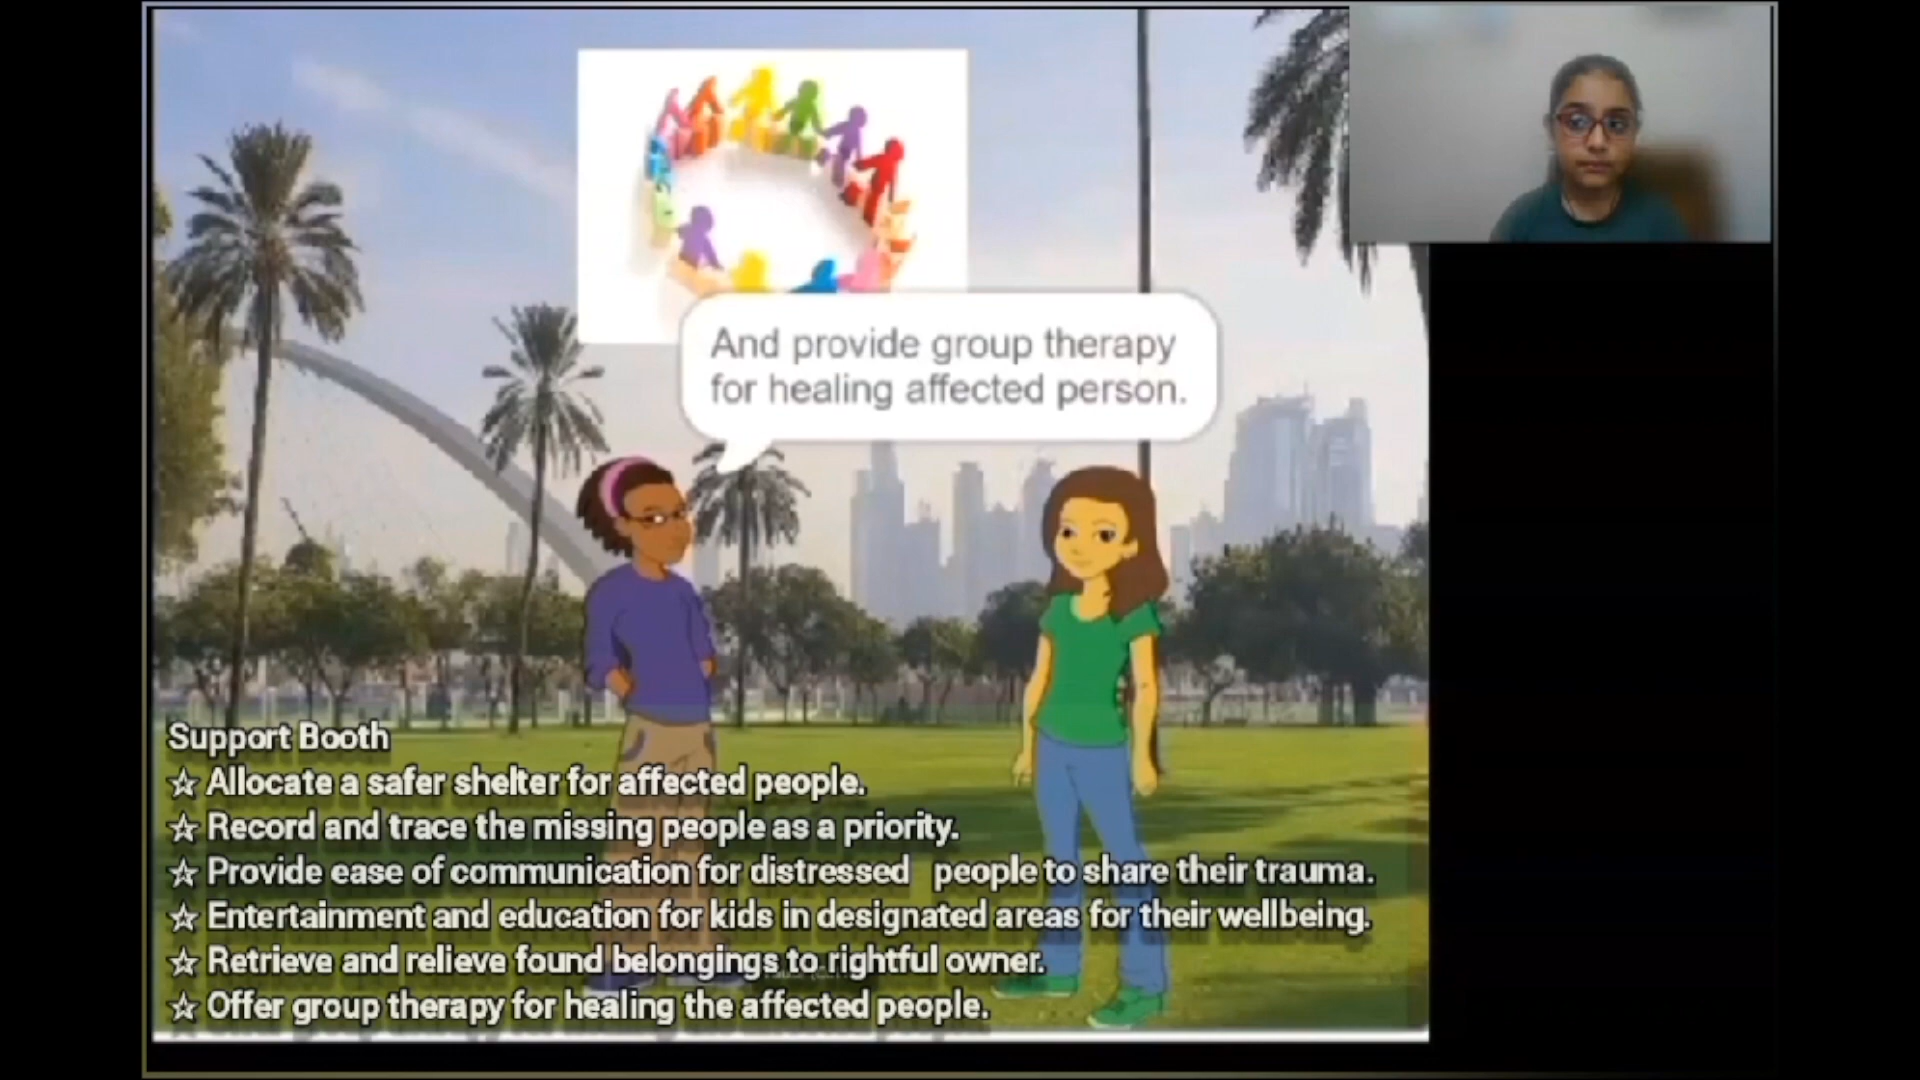 And provide group therapy
for healing affected person.
Support Booth
☆ Allocate a safer shelter for affected people.
☆ Record and trace the missing people as a priority.
☆ Provide ease of communication for distressed people to share their trauma.
☆ Entertainment and education for kids in designated areas for their wellbeing.
☆ Retrieve and relieve found belongings to rightful owner.
☆ Offer group therapy for healing the affected people.